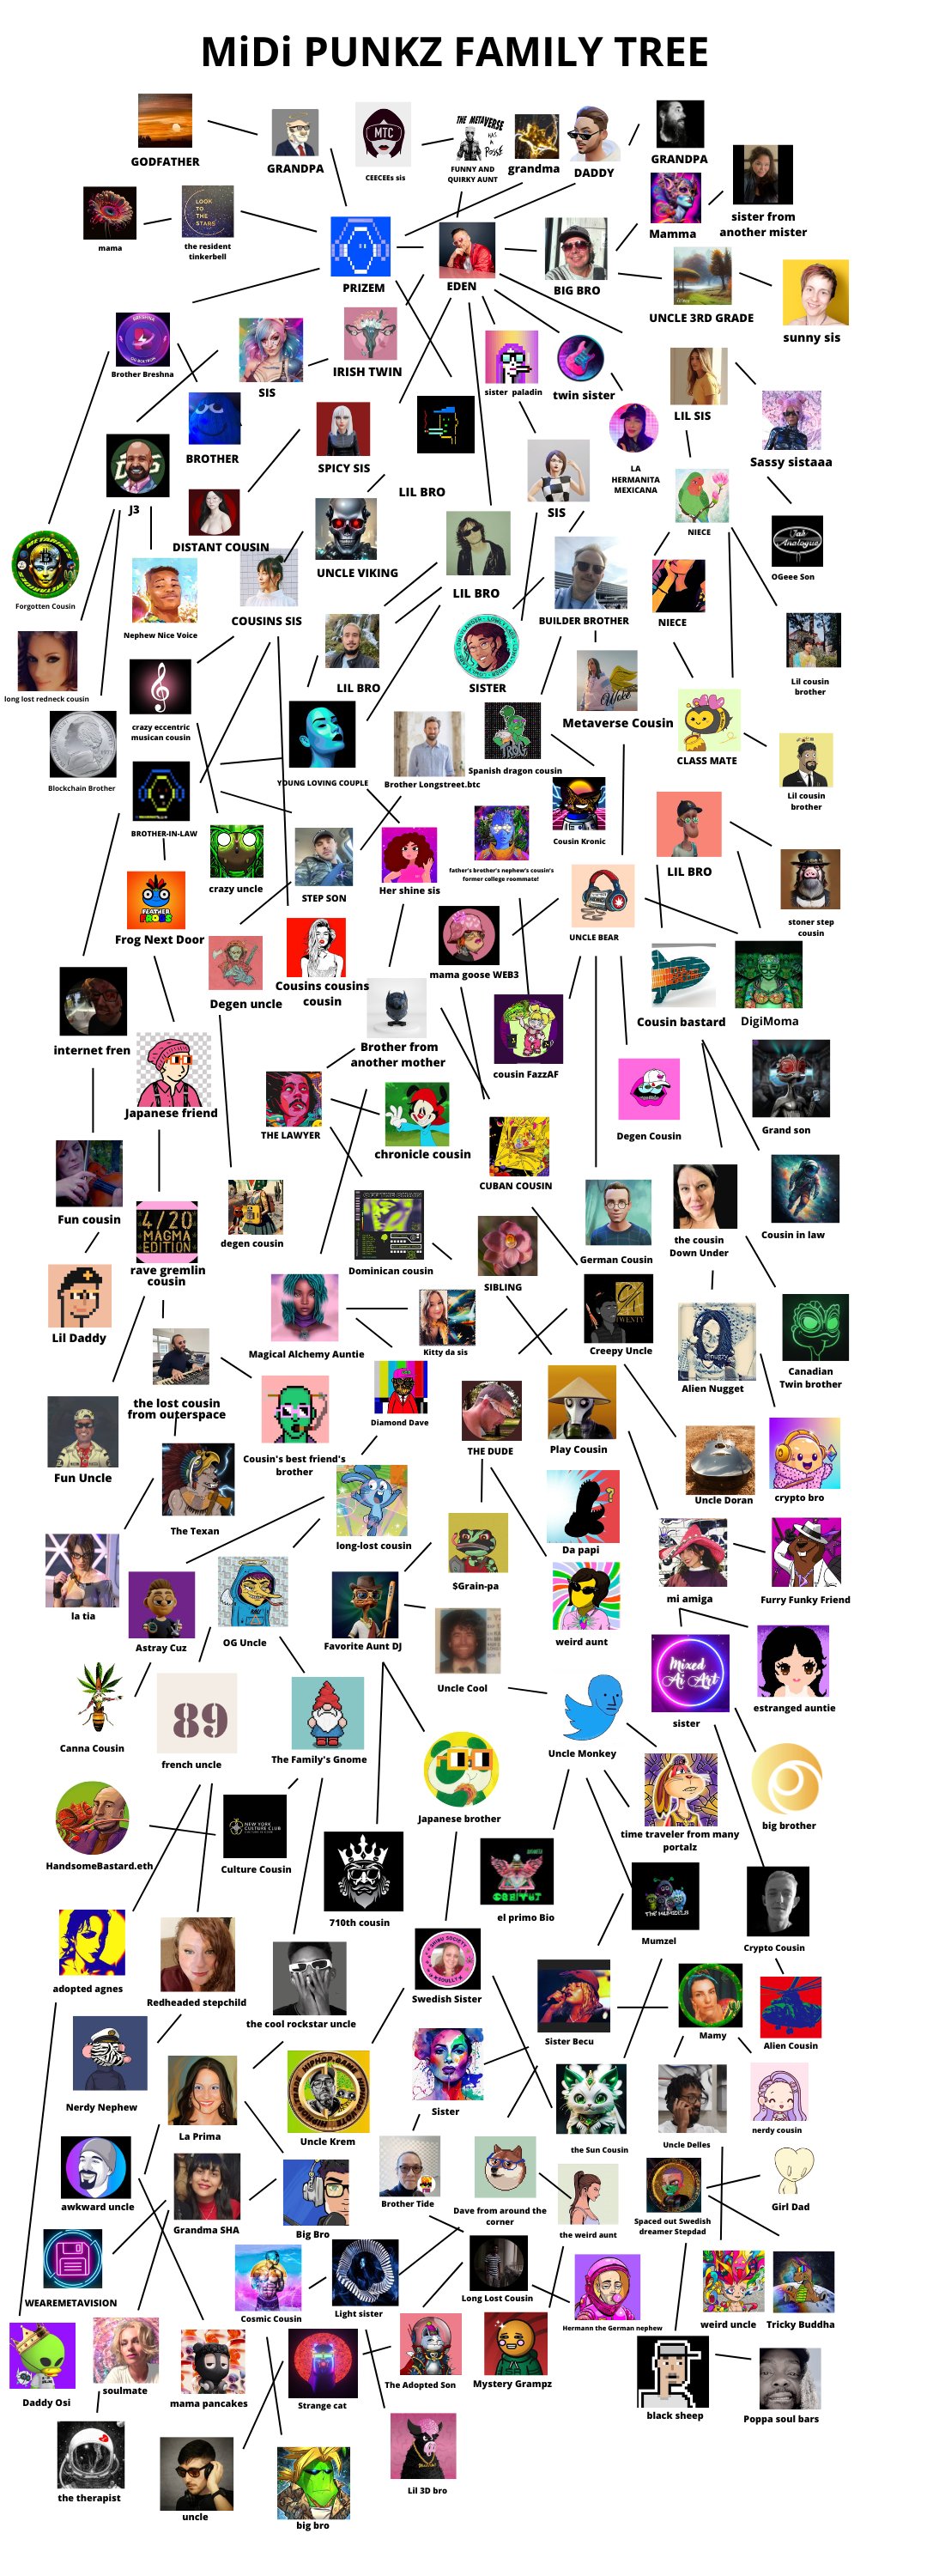 MiDi PUNKZ FAMILY TREE
GODFATHER
GRANDPA
MTC
CEECEEs sis
THE METAVERSE
HAS
A
POSSE
FUNNY AND
QUIRKY AUNT
grandma
DADDY
GRANDPA
mama
LOOK
TO
THE
STARS
the resident
tinkerbell
PRIZEM
EDEN
BIG BRO
Mamma
sister from
another mister
UNCLE 3RD GRADE
sunny sis
Brother Breshna
SIS
IRISH TWIN
sister paladin
twin sister
LIL SIS
BROTHER
SPICY SIS
LIL BRO
LA
HERMANITA
MEXICANA
Sassy sistaaa
J3
DISTANT COUSIN
UNCLE VIKING
SIS
NIECE
OGeee Son
Forgotten Cousin
Nephew Nice Voice
COUSINS SIS
LIL BRO
BUILDER BROTHER
NIECE
long lost redneck cousin
LIL BRO
SISTER
Lil cousin
brother
crazy eccentric
musican cousin
Metaverse Cousin
CLASS MATE
Blockchain Brother
YOUNG LOVING COUPLE
Brother Longstreet.btc
Spanish dragon cousin
Lil cousin
brother
BROTHER-IN-LAW
Cousin Kronic
crazy uncle
STEP SON
Her shine sis
father's brother's nephew's cousin's
former college roommate!
LIL BRO
FEATHER
FROGS
Frog Next Door
UNCLE BEAR
stoner step
cousin
Degen uncle
Cousins cousins
cousin
mama goose WEB3
Cousin bastard
DigiMoma
internet fren
Brother from
another mother
cousin FazzAF
Japanese friend
THE LAWYER
chronicle cousin
Degen Cousin
Grand son
CUBAN COUSIN
Fun cousin
4/20
MAGMA
EDITION
rave gremlin
cousin
degen cousin
Dominican cousin
SIBLING
German Cousin
the cousin
Down Under
Cousin in law
Lil Daddy
Magical Alchemy Auntie
Kitty da sis
TWENTY
Creepy Uncle
Alien Nugget
Canadian
Twin brother
the lost cousin
from outerspace
Diamond Dave
Fun Uncle
Cousin's best friend's
brother
THE DUDE
Play Cousin
Uncle Doran
crypto bro
The Texan
long-lost cousin
Da papi
la tia
$Grain-pa
mi amiga
Furry Funky Friend
Astray Cuz
OG Uncle
Favorite Aunt DJ
weird aunt
Uncle Cool
Mixed
Ai Art
sister
estranged auntie
Canna Cousin
89
french uncle
The Family's Gnome
Uncle Monkey
Japanese brother
time traveler from many
portalz
big brother
HandsomeBastard.eth
NEW YORK
CULTURE CLUB
Culture Cousin
710th cousin
el primo Bio
Mumzel
Crypto Cousin
adopted agnes
Redheaded stepchild
the cool rockstar uncle
Swedish Sister
Sister Becu
Mamy
Alien Cousin
Nerdy Nephew
La Prima
Uncle Krem
Sister
the Sun Cousin
Uncle Delles
nerdy cousin
awkward uncle
Grandma SHA
Big Bro
Brother Tide
Dave from around the
corner
the weird aunt
Spaced out Swedish
dreamer Stepdad
Girl Dad
WEAREMETAVISION
Cosmic Cousin
Light sister
Long Lost Cousin
Hermann the German nephew
weird uncle
Tricky Buddha
Daddy Osi
soulmate
mama pancakes
Strange cat
The Adopted Son
Mystery Grampz
black sheep
Poppa soul bars
the therapist
uncle
big bro
Lil 3D bro